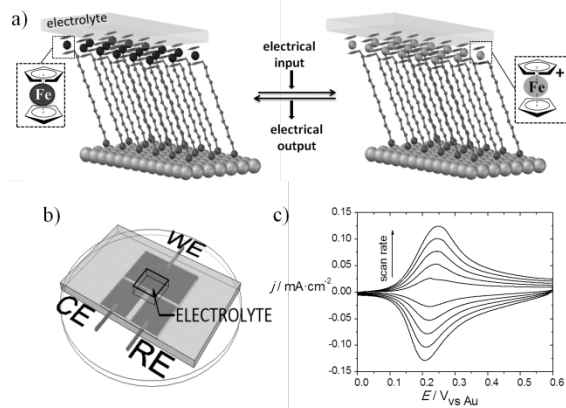 a)
electrolyte
electrical
input
electrical
output
Fe
Fe
+
b)
WE
CE
RE
ELECTROLYTE
c)
0.15
0.10
0.05
0.00
0.05
0.10
0.15
j / mA·cm⁻²
scan rate
0.0 0.1 0.2 0.3 0.4 0.5 0.6
E / V vs Au